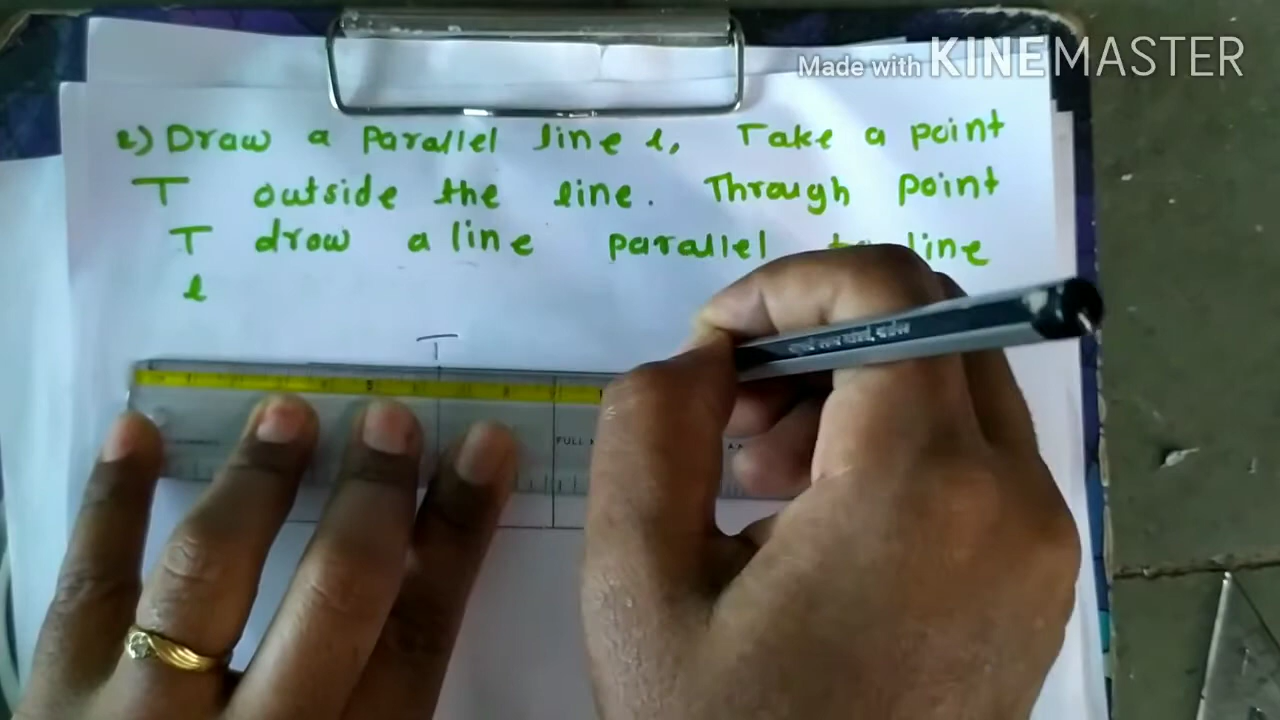 Made with KINEMASTER
2) Draw a parallel line l, Take a point
T outside the line. Through point
T draw a line parallel to line
l
T
FULL